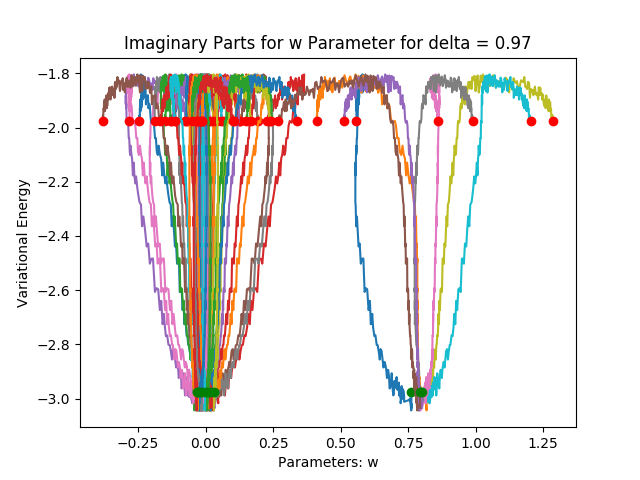 Imaginary Parts for w Parameter for delta = 0.97
−1.8
−2.0
−2.2
−2.4
−2.6
−2.8
−3.0
Variational Energy
−0.25 0.00 0.25 0.50 0.75 1.00 1.25
Parameters: w